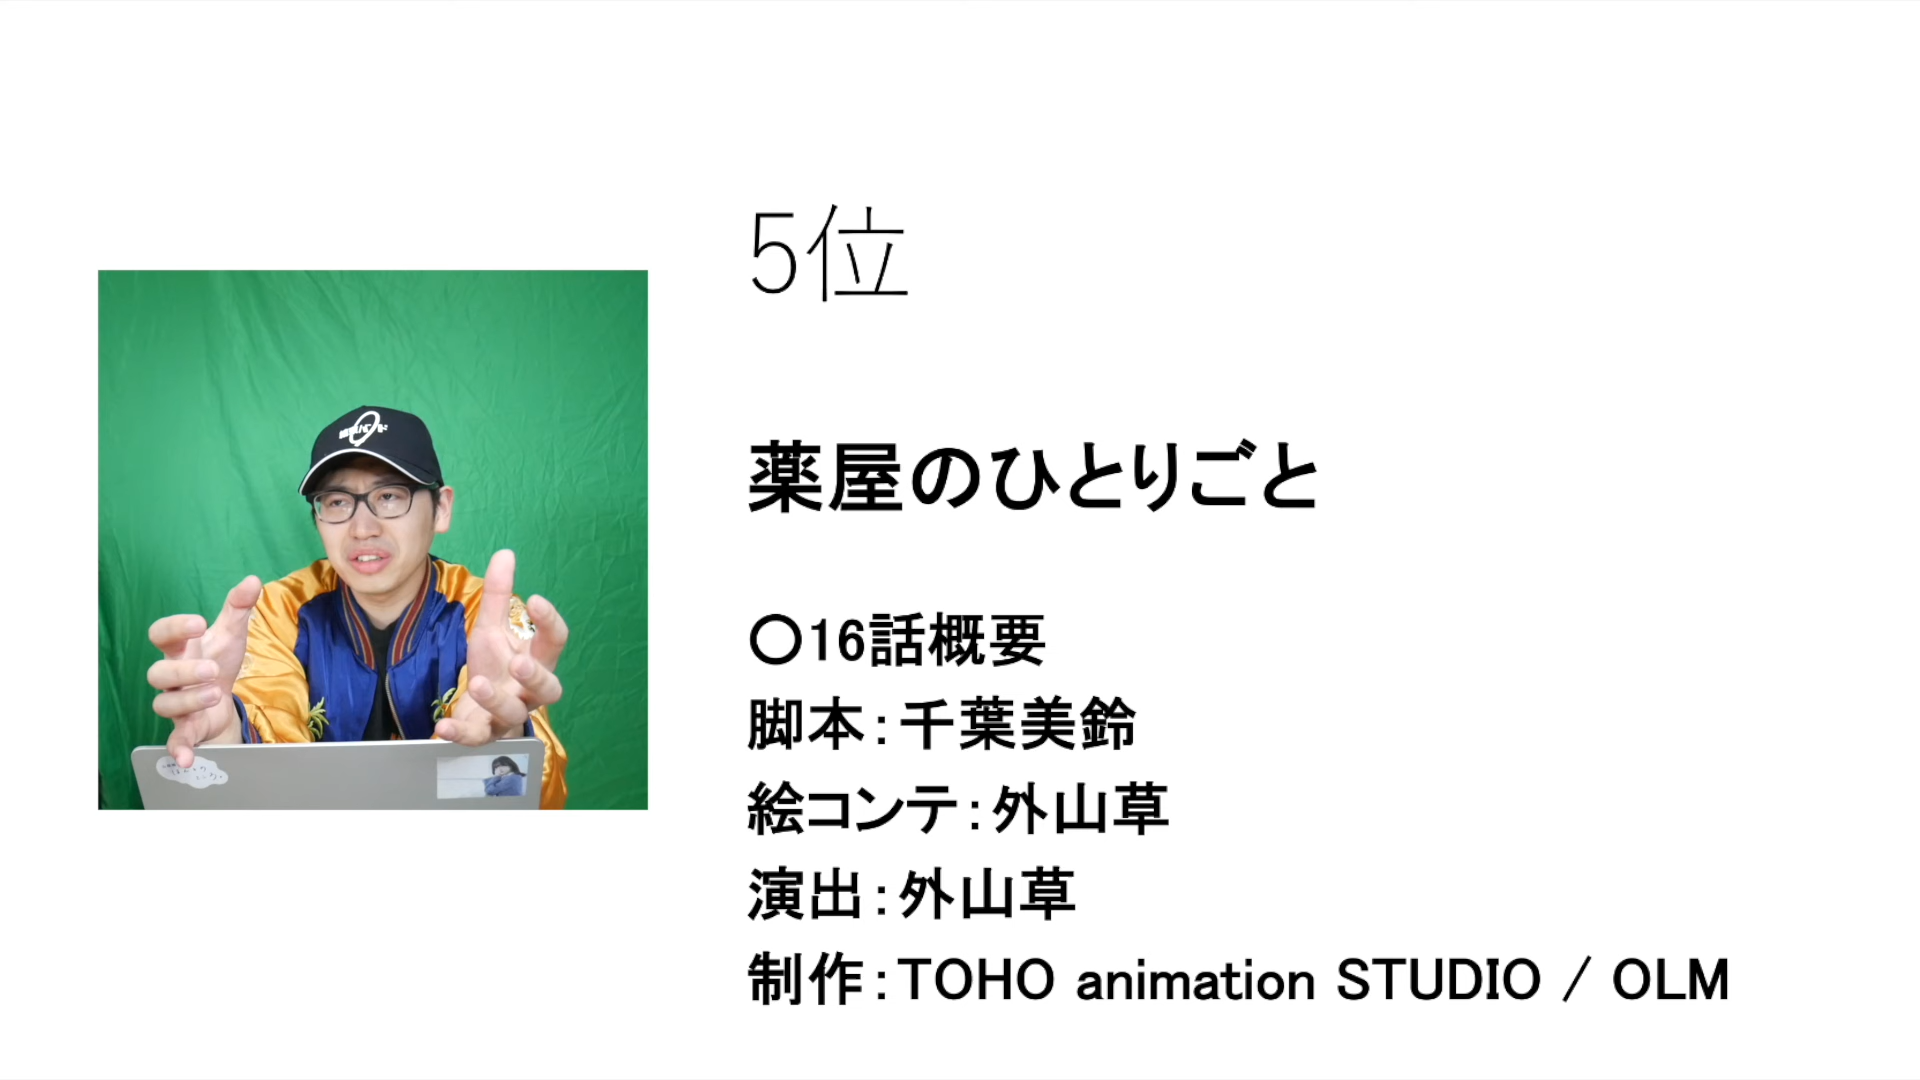 5位
薬屋のひとりごと
〇16話概要
脚本：千葉美鈴
絵コンテ：外山草
演出：外山草
制作：TOHO animation STUDIO / OLM